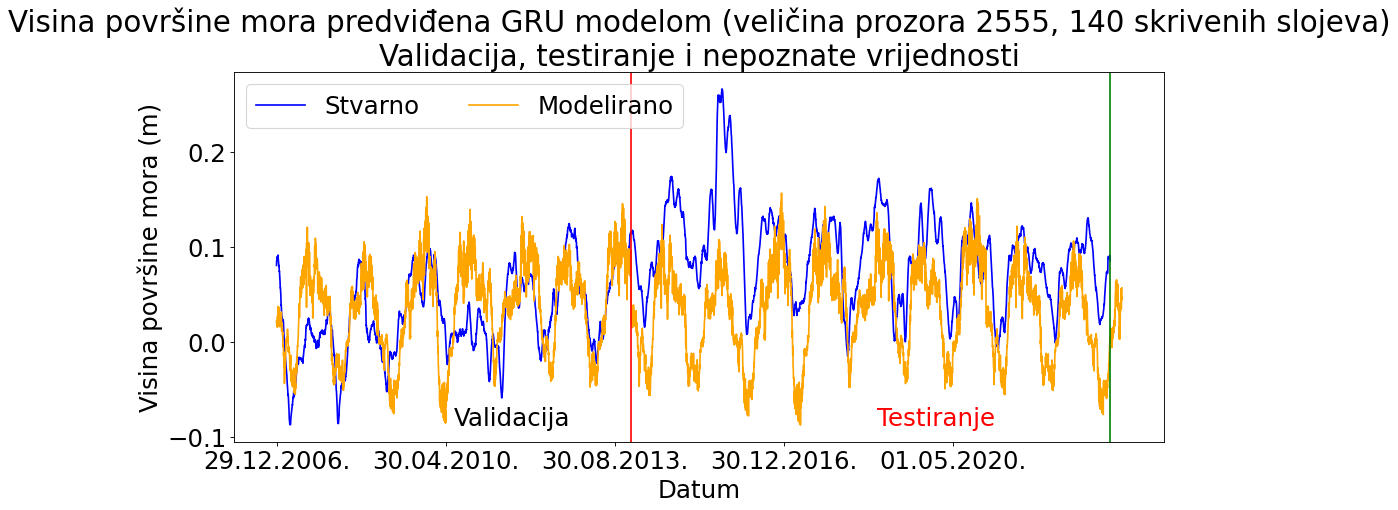 Visina površine mora predviđena GRU modelom (veličina prozora 2555, 140 skrivenih slojeva)
Validacija, testiranje i nepoznate vrijednosti
Stvarno
Modelirano
Visina površine mora (m)
0.2
0.1
0.0
−0.1
Validacija
Testiranje
29.12.2006.
30.04.2010.
30.08.2013.
30.12.2016.
01.05.2020.
Datum